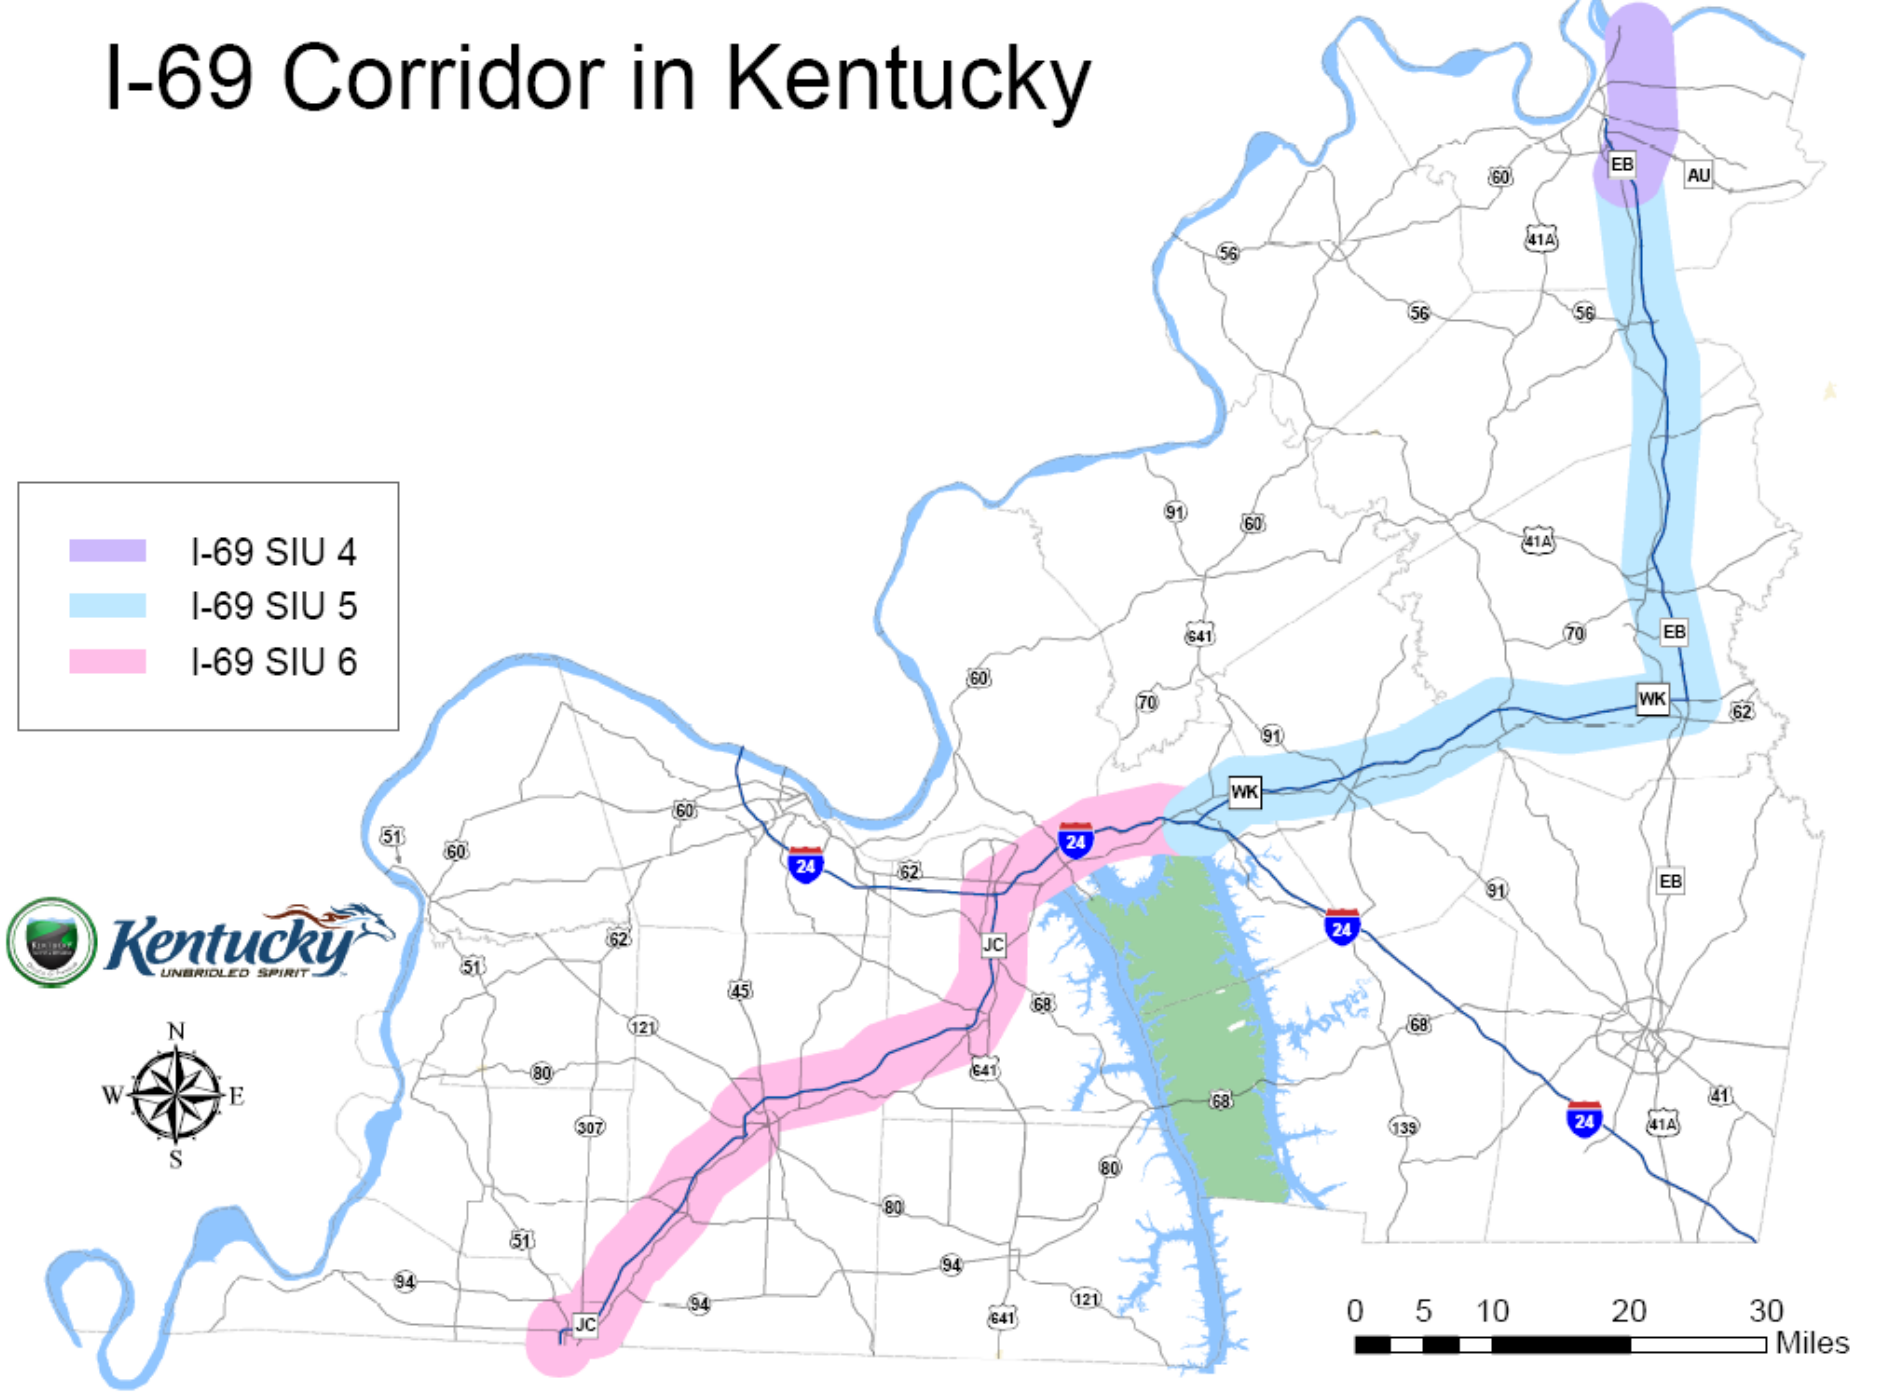 I-69 Corridor in Kentucky
EB
AU
60
41A
56
56
56
91
60
41A
I-69 SIU 4
I-69 SIU 5
I-69 SIU 6
641
70
EB
60
70
WK
62
91
WK
60
51
60
24
24
62
EB
91
24
Kentucky
UNBRIDLED SPIRIT
62
JC
51
45
68
121
68
N
W
E
S
80
641
68
41
24
41A
307
139
80
80
51
94
94
94
121
JC
641
0 5 10 20 30
Miles